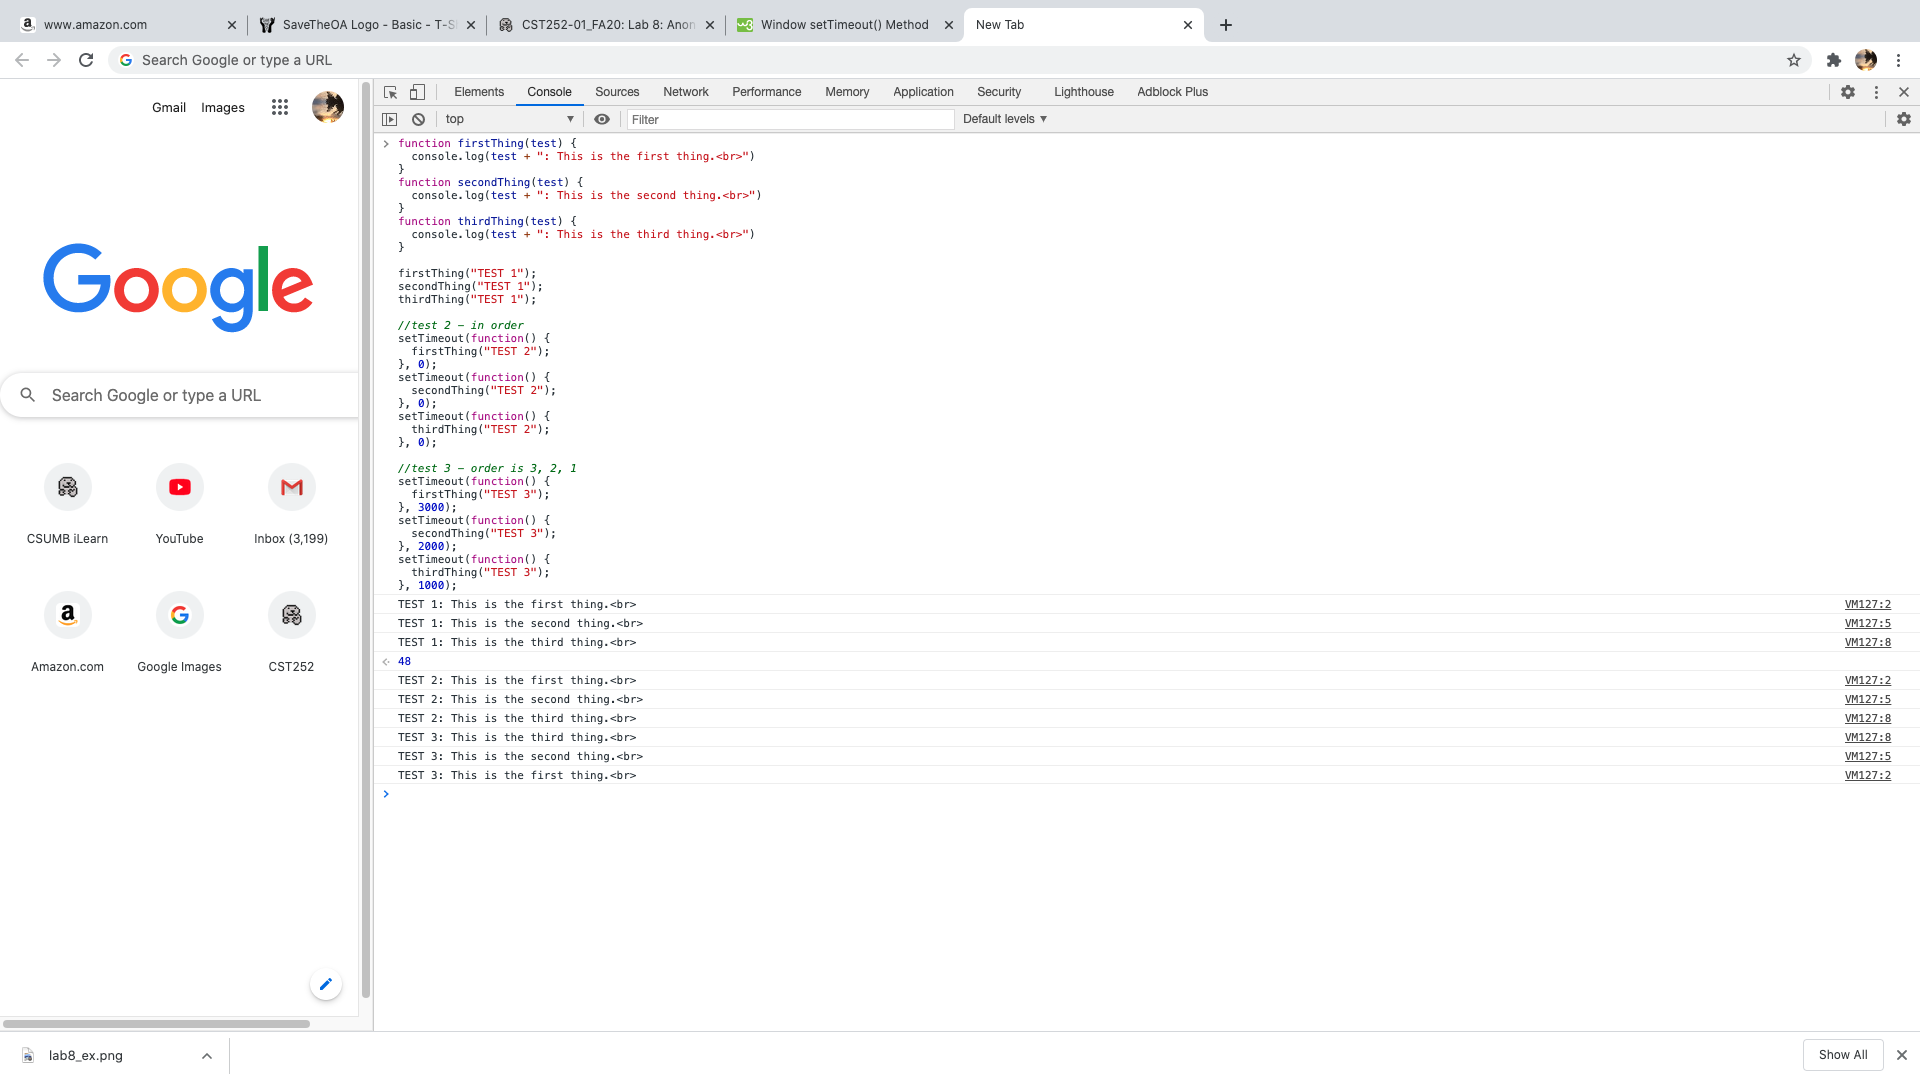 www.amazon.com
SaveTheOA Logo - Basic - T-S
CST252-01_FA20: Lab 8: Anon
w3
Window setTimeout() Method
New Tab
Search Google or type a URL
Gmail
Images
Google
Search Google or type a URL
CSUMB iLearn
YouTube
Inbox (3,199)
Amazon.com
Google Images
CST252
Elements
Console
Sources
Network
Performance
Memory
Application
Security
Lighthouse
Adblock Plus
top
Filter
Default levels
function firstThing(test) {
console.log(test + ": This is the first thing.<br>")
}
function secondThing(test) {
console.log(test + ": This is the second thing.<br>")
}
function thirdThing(test) {
console.log(test + ": This is the third thing.<br>")
}
firstThing("TEST 1");
secondThing("TEST 1");
thirdThing("TEST 1");
//test 2 – in order
setTimeout(function() {
firstThing("TEST 2");
}, 0);
setTimeout(function() {
secondThing("TEST 2");
}, 0);
setTimeout(function() {
thirdThing("TEST 2");
}, 0);
//test 3 – order is 3, 2, 1
setTimeout(function() {
firstThing("TEST 3");
}, 3000);
setTimeout(function() {
secondThing("TEST 3");
}, 2000);
setTimeout(function() {
thirdThing("TEST 3");
}, 1000);
TEST 1: This is the first thing.<br> VM127:2
TEST 1: This is the second thing.<br> VM127:5
TEST 1: This is the third thing.<br> VM127:8
48
TEST 2: This is the first thing.<br> VM127:2
TEST 2: This is the second thing.<br> VM127:5
TEST 2: This is the third thing.<br> VM127:8
TEST 3: This is the third thing.<br> VM127:8
TEST 3: This is the second thing.<br> VM127:5
TEST 3: This is the first thing.<br> VM127:2
lab8_ex.png
Show All